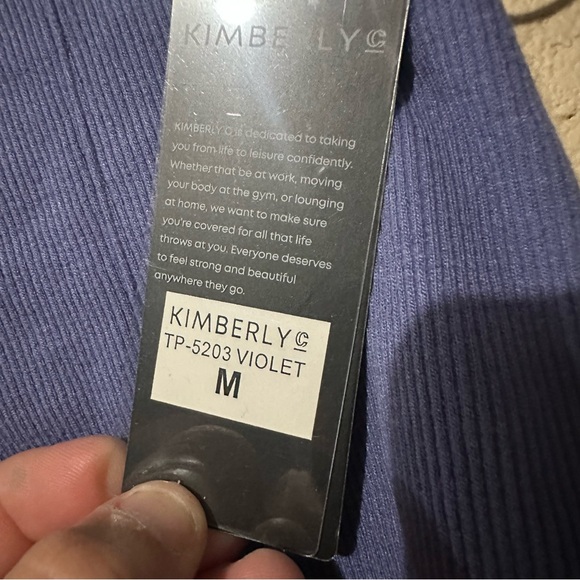 KIMBE LY C
KIMBERLY C is dedicated to taking
you from life to leisure confidently.
Whether that be at work, moving
your body at the gym, or lounging
at home, we want to make sure
you're covered for all that life
throws at you. Everyone deserves
to feel strong and beautiful
anywhere they go.
KIMBERLY C
TP-5203 VIOLET
M